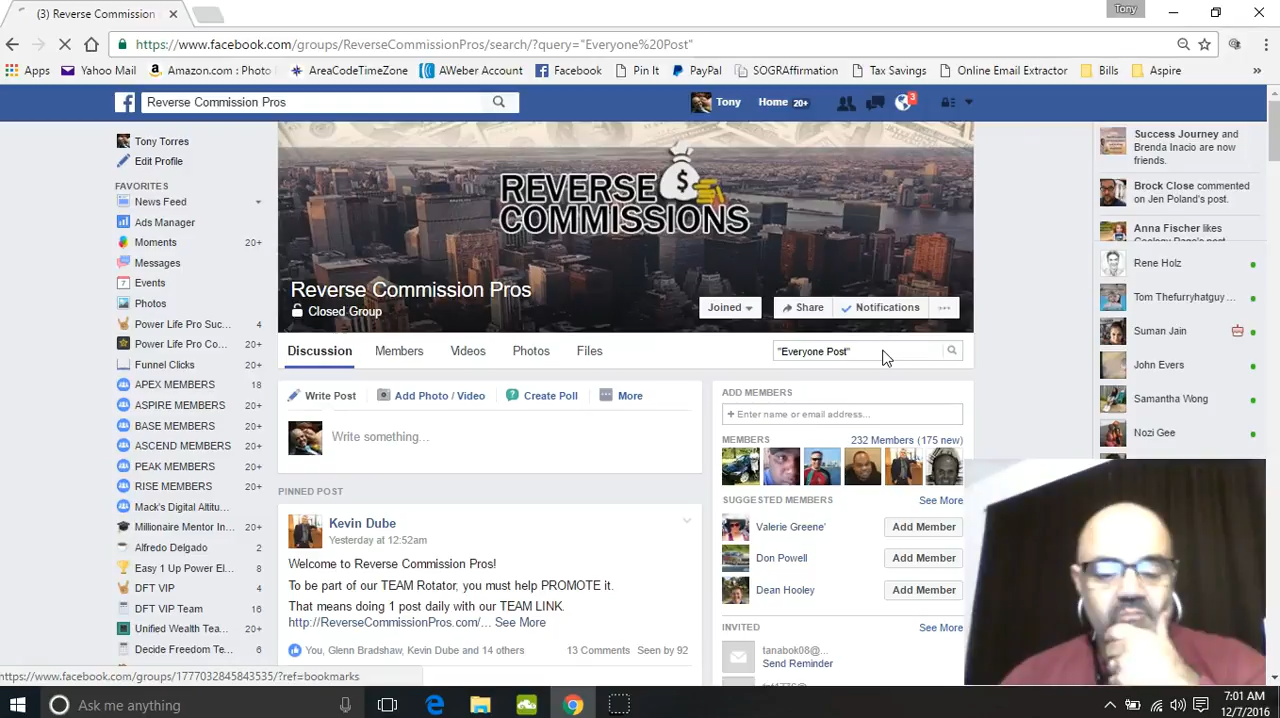 (3) Reverse Commission
Tony
https://www.facebook.com/groups/ReverseCommissionPros/search/?query="Everyone%20Post"
Apps
Yahoo Mail
Amazon.com : Photo
AreaCodeTimeZone
AWeber Account
Facebook
Pin It
PayPal
SOGRAffirmation
Tax Savings
Online Email Extractor
Bills
Aspire
»
Reverse Commission Pros
Tony
Home 20+
3
Tony Torres
Edit Profile
FAVORITES
News Feed
Ads Manager
Moments 20+
Messages
Events
Photos
Power Life Pro Suc... 4
Power Life Pro Co... 20+
Funnel Clicks 20+
APEX MEMBERS 18
ASPIRE MEMBERS 20+
BASE MEMBERS 20+
ASCEND MEMBERS 20+
PEAK MEMBERS 20+
RISE MEMBERS 20+
Mack's Digital Altitu...
Millionaire Mentor In... 20+
Alfredo Delgado 2
Easy 1 Up Power El... 8
DFT VIP 4
DFT VIP Team 16
Unified Wealth Tea... 20+
Decide Freedom Te... 6
REVERSE
COMMISSIONS
$
Reverse Commission Pros
Closed Group
Joined
Share
Notifications
...
Discussion
Members
Videos
Photos
Files
"Everyone Post"
Write Post
Add Photo / Video
Create Poll
More
Write something...
PINNED POST
Kevin Dube
Yesterday at 12:52am
Welcome to Reverse Commission Pros!
To be part of our TEAM Rotator, you must help PROMOTE it.
That means doing 1 post daily with our TEAM LINK.
http://ReverseCommissionPros.com/... See More
You, Glenn Bradshaw, Kevin Dube and 14 others
13 Comments Seen by 92
ADD MEMBERS
+ Enter name or email address...
MEMBERS
232 Members (175 new)
SUGGESTED MEMBERS
See More
Valerie Greene'
Add Member
Don Powell
Add Member
Dean Hooley
Add Member
INVITED
See More
tanabok08@...
Send Reminder
Success Journey and
Brenda Inacio are now
friends.
Brock Close commented
on Jen Poland's post.
Anna Fischer likes
Rene Holz
Tom Thefurryhatguy...
Suman Jain
John Evers
Samantha Wong
Nozi Gee
https://www.facebook.com/groups/1777032845843535/?ref=bookmarks
Ask me anything
7:01 AM
12/7/2016